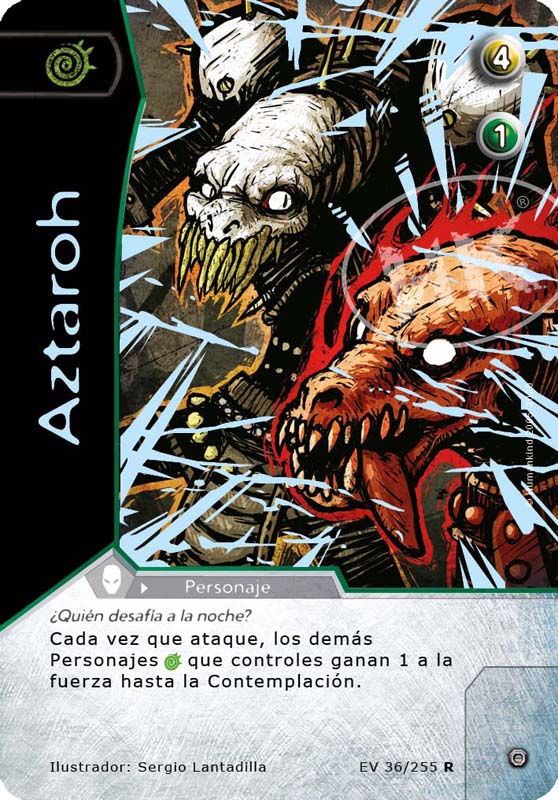 4
1
®
Aztaroh
Personaje
¿Quién desafía a la noche?
Cada vez que ataque, los demás
Personajes que controles ganan 1 a la
fuerza hasta la Contemplación.
Ilustrador: Sergio Lantadilla
EV 36/255 R